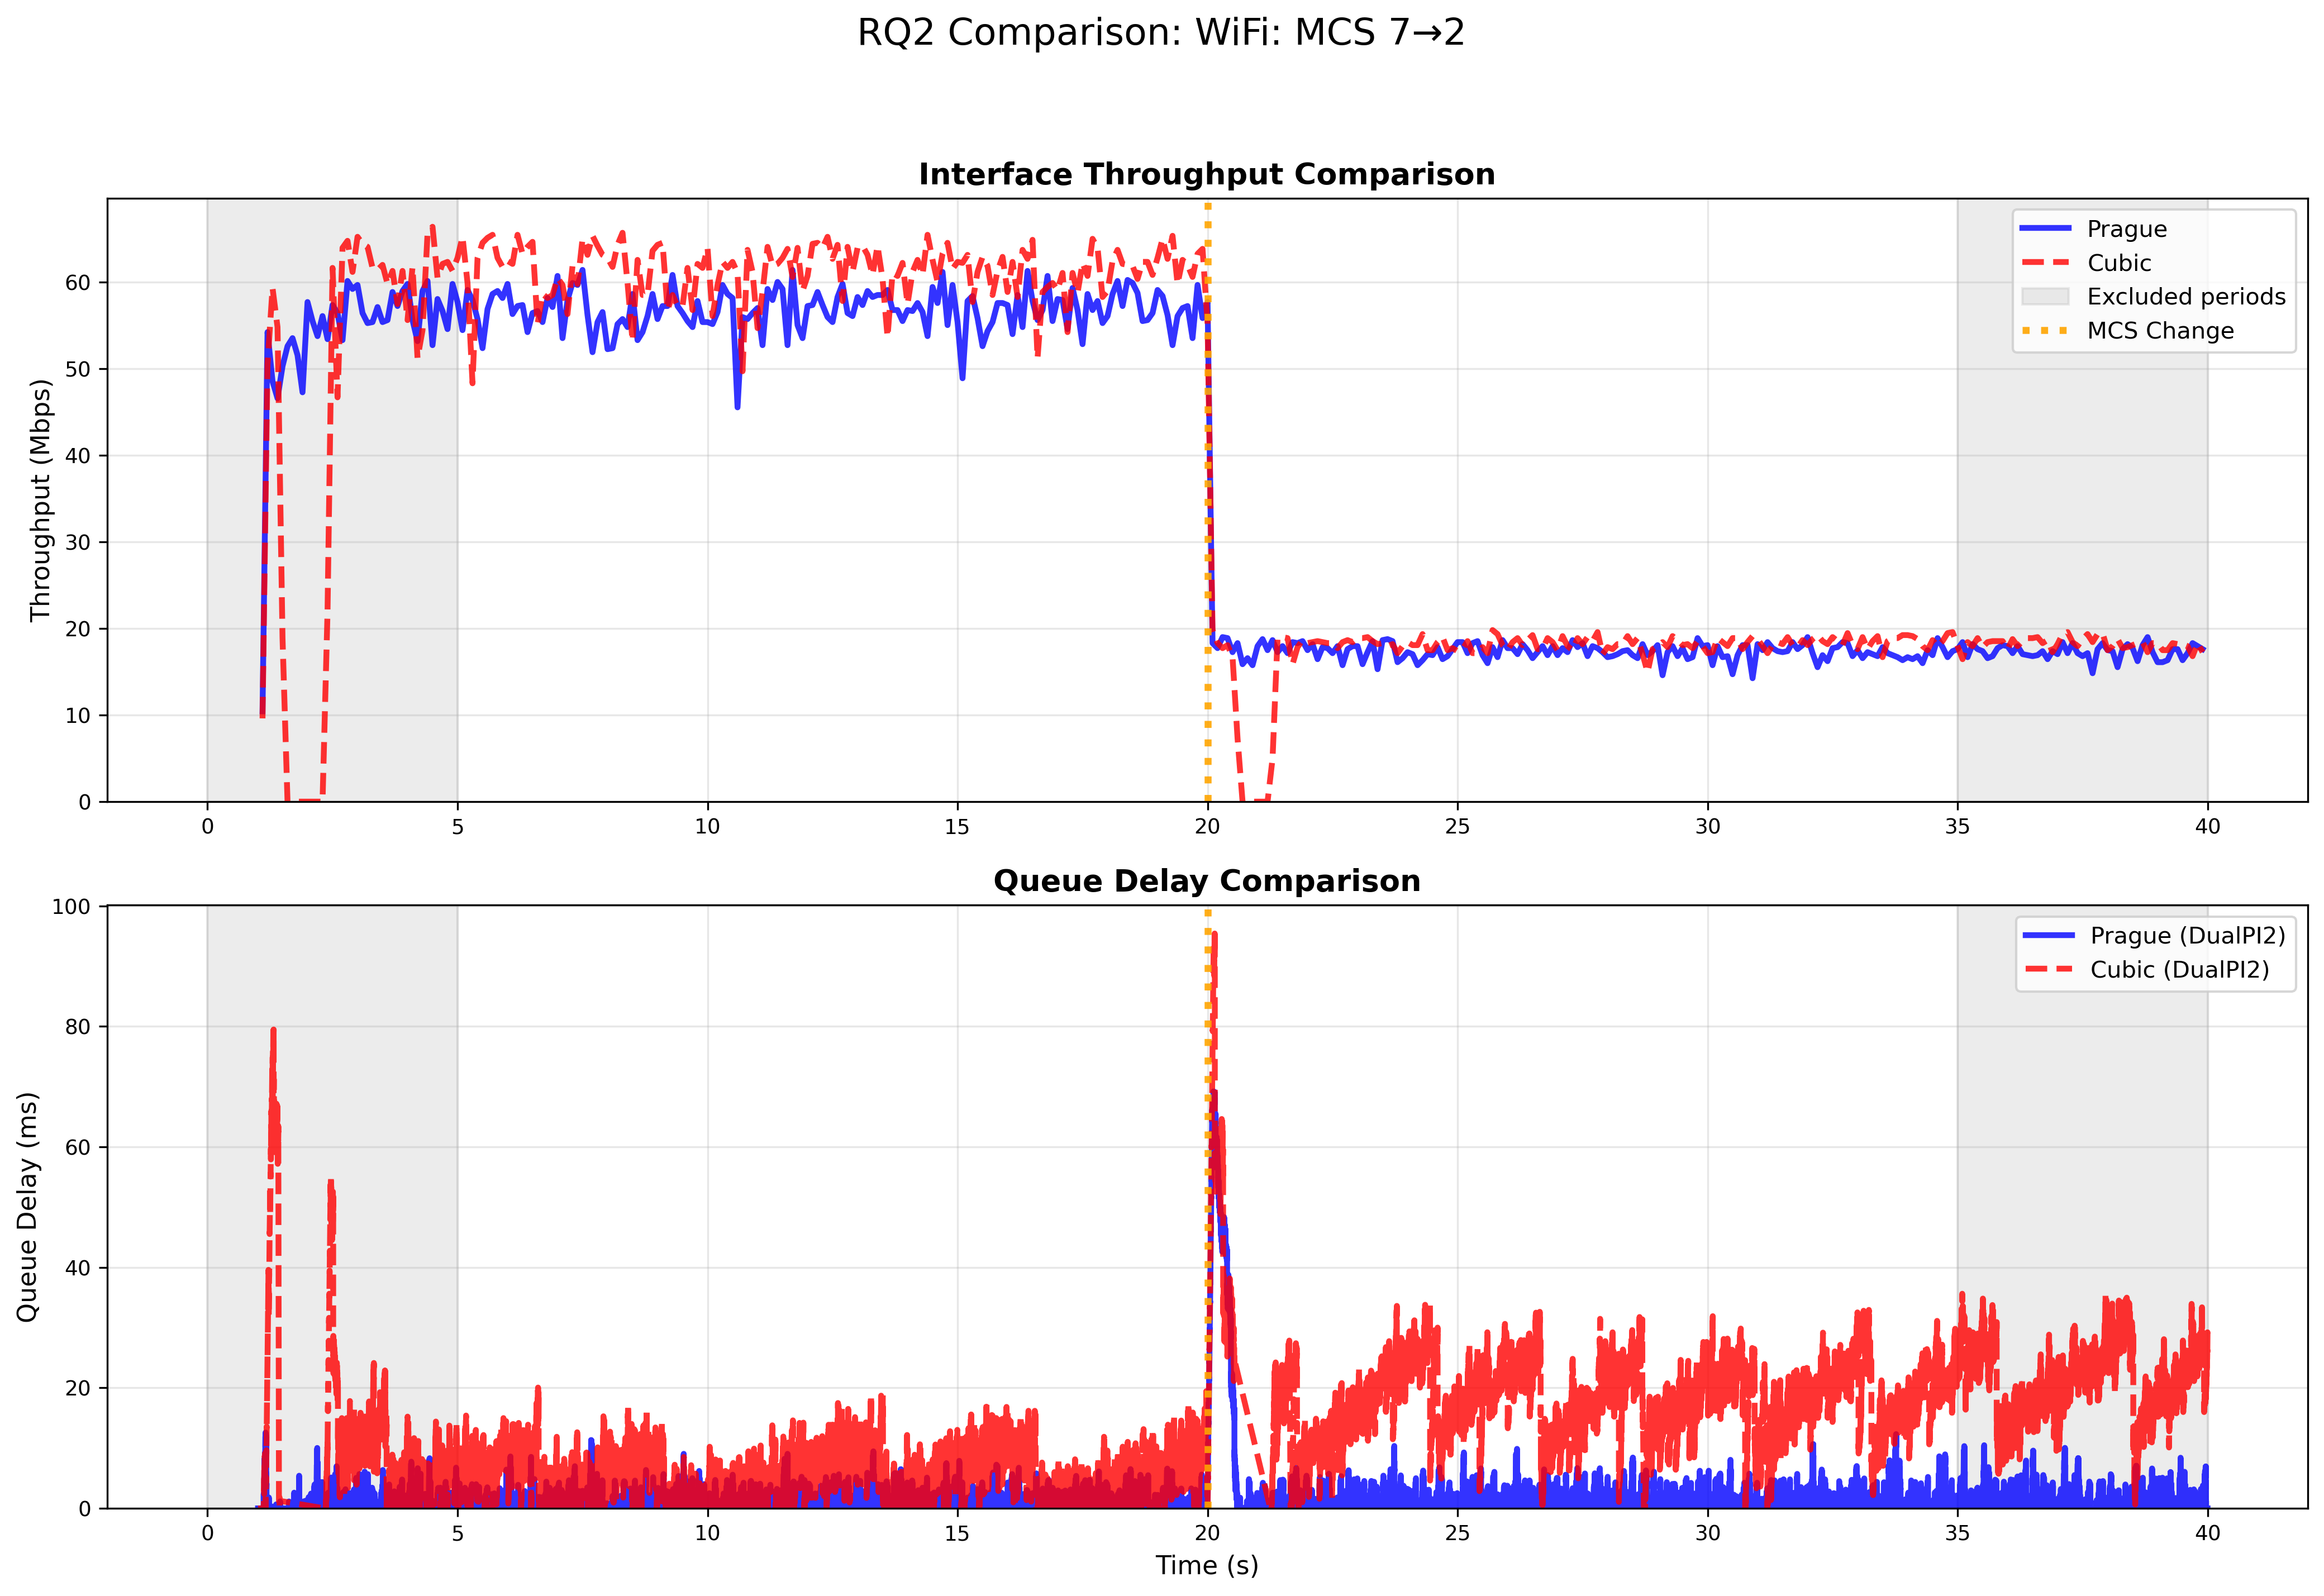 RQ2 Comparison: WiFi: MCS 7→2
Interface Throughput Comparison
Throughput (Mbps)
60
50
40
30
20
10
0
0 5 10 15 20 25 30 35 40
Prague
Cubic
Excluded periods
MCS Change
Queue Delay Comparison
Queue Delay (ms)
100
80
60
40
20
0
0 5 10 15 20 25 30 35 40
Time (s)
Prague (DualPI2)
Cubic (DualPI2)